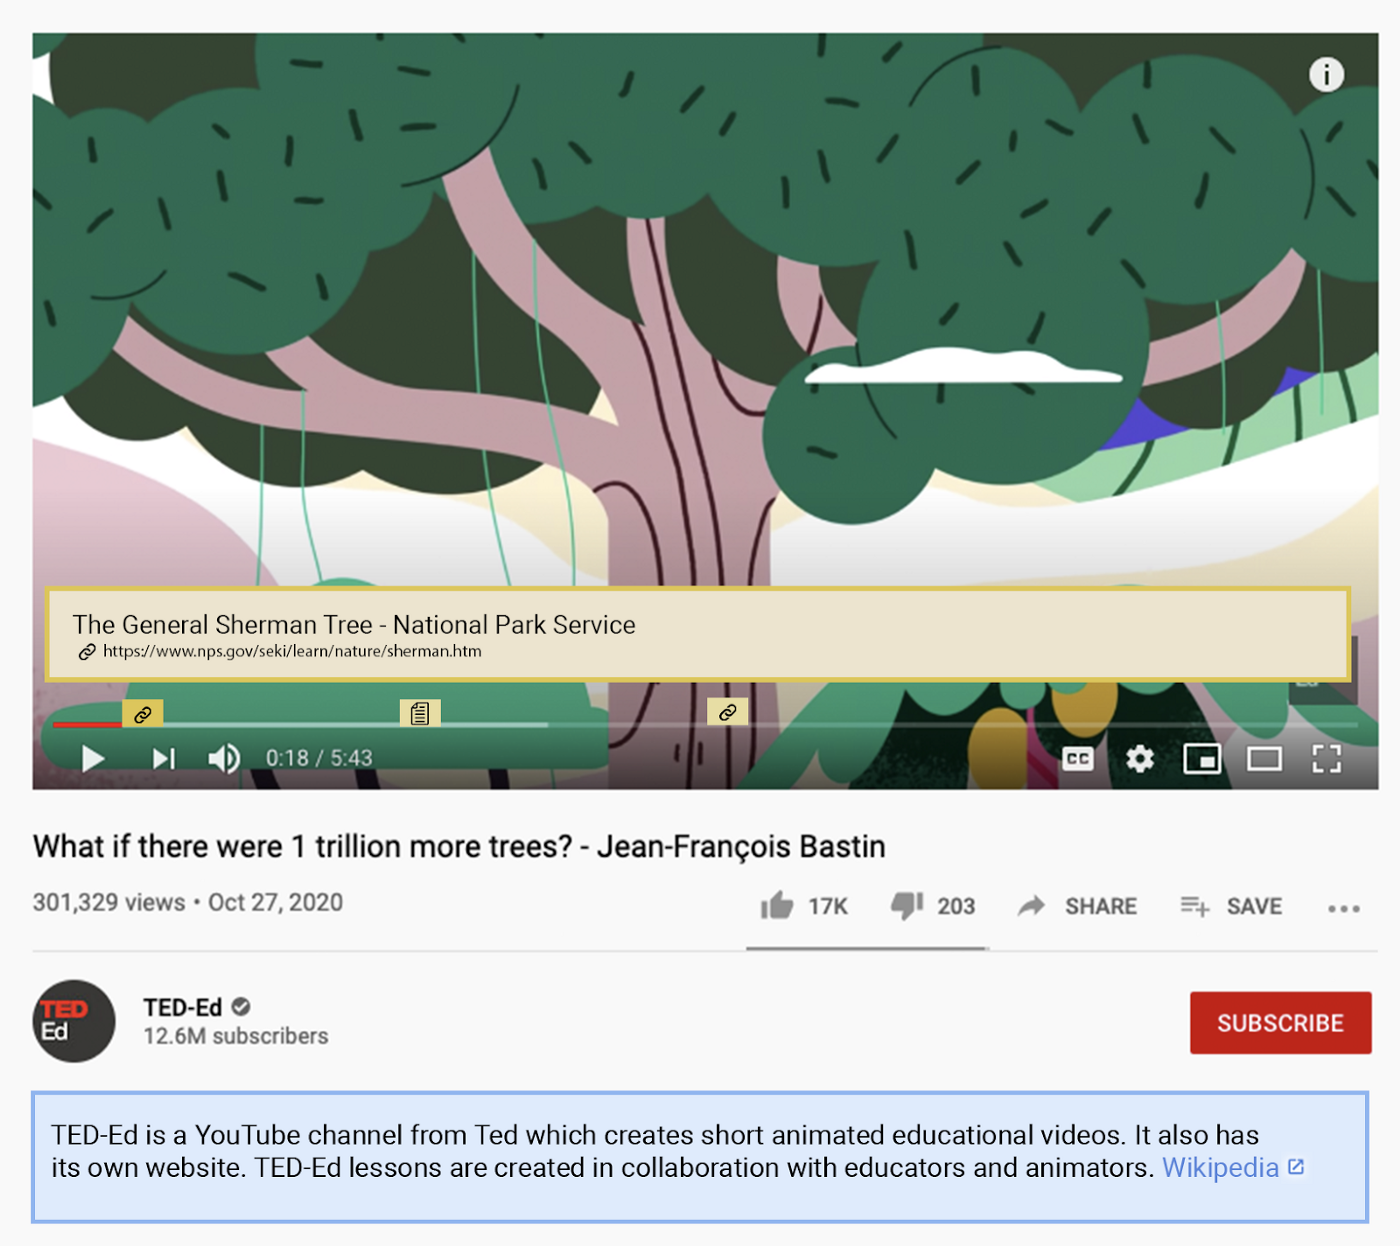 i
The General Sherman Tree - National Park Service
https://www.nps.gov/seki/learn/nature/sherman.htm
Ed
0:18 / 5:43
CC
What if there were 1 trillion more trees? - Jean-François Bastin
301,329 views • Oct 27, 2020
17K 203 SHARE SAVE
TED Ed
TED-Ed
12.6M subscribers
SUBSCRIBE
TED-Ed is a YouTube channel from Ted which creates short animated educational videos. It also has
its own website. TED-Ed lessons are created in collaboration with educators and animators. Wikipedia